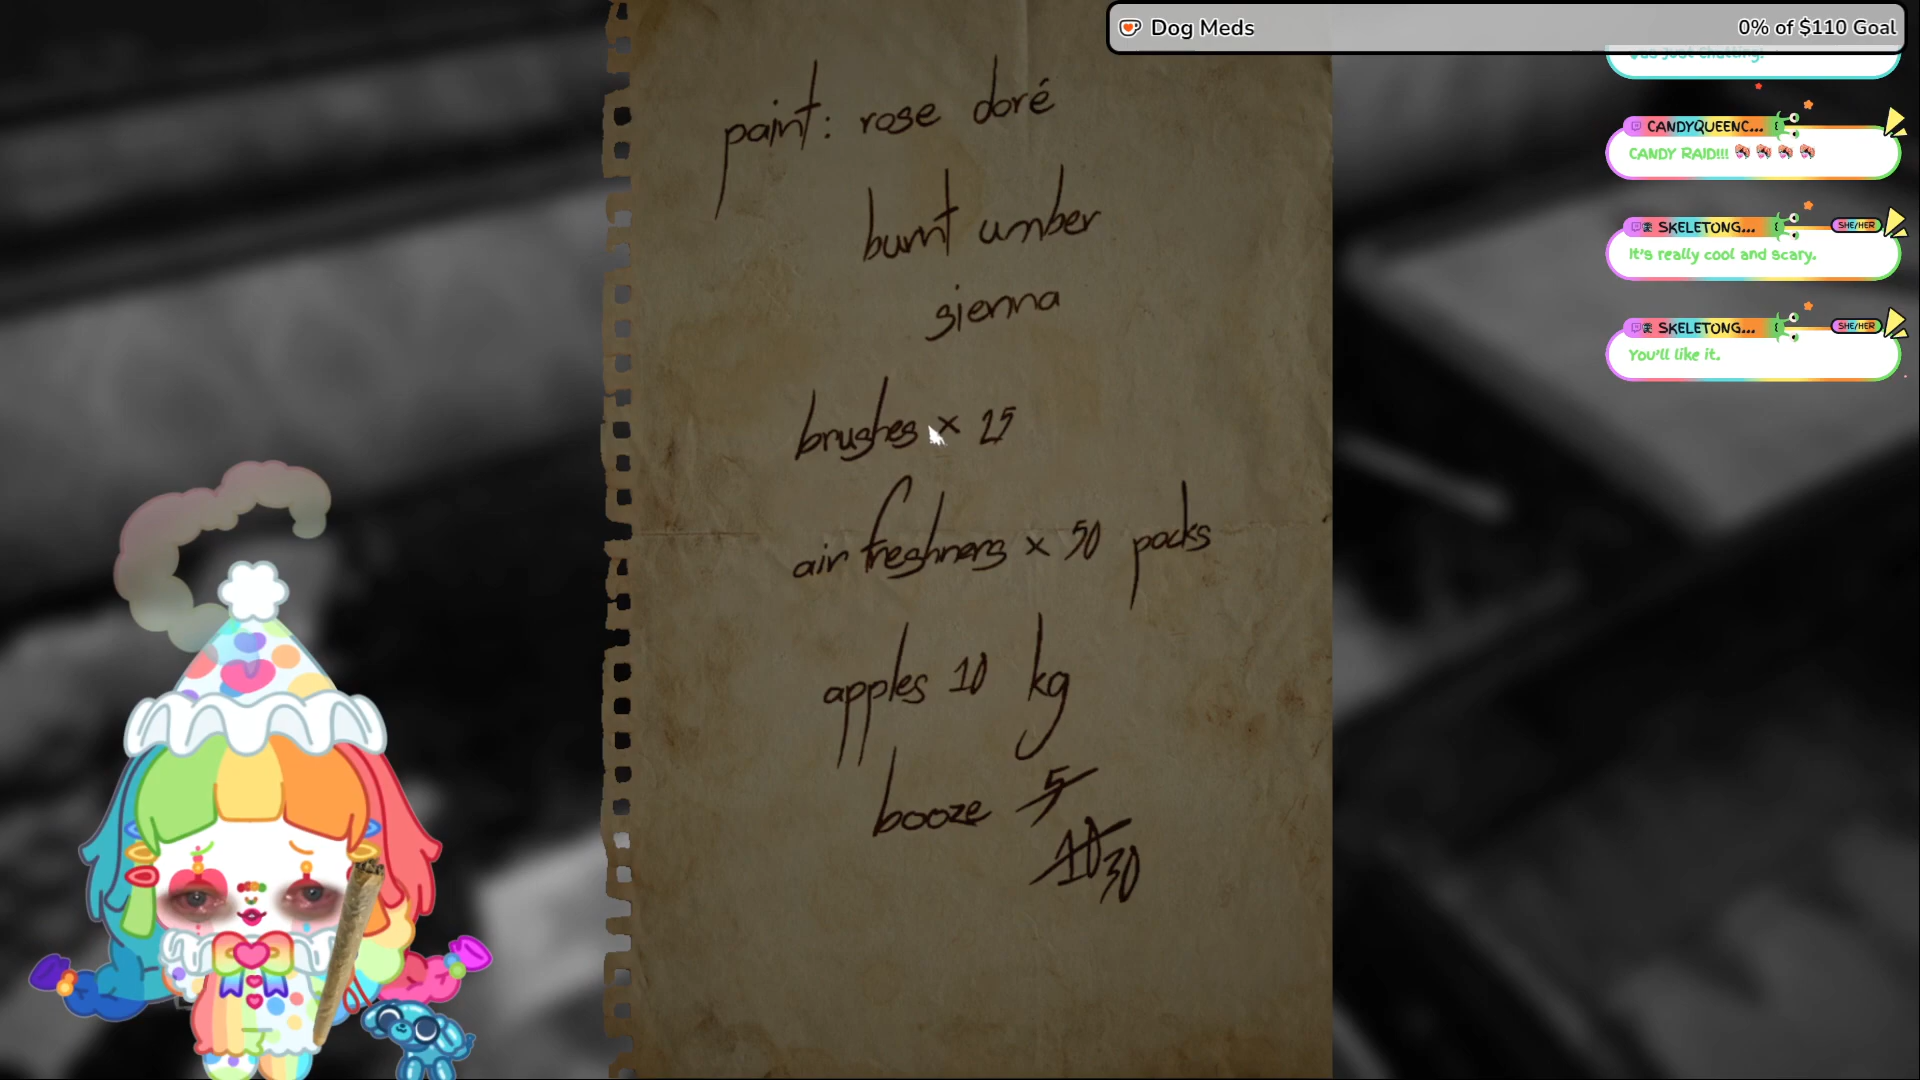 Dog Meds 0% of $110 Goal
paint: rose doré
burnt umber
sienna
brushes x 25
air freshners x 50 packs
apples 10 kg
booze 5
10 30
CANDYQUEENC...
CANDY RAID!!!
SKELETONG... SHE/HER
It's really cool and scary.
SKELETONG... SHE/HER
You'll like it.